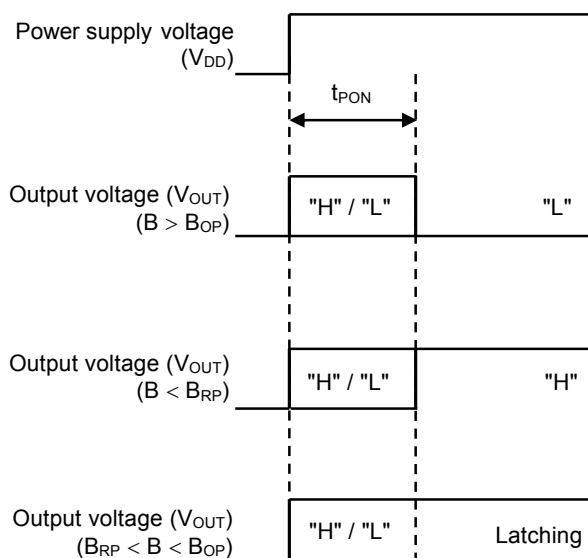 Power supply voltage
(VDD)
tPON
Output voltage (VOUT)
(B > BOP)
"H" / "L"
"L"
Output voltage (VOUT)
(B < BRP)
"H" / "L"
"H"
Output voltage (VOUT)
(BRP < B < BOP)
"H" / "L"
Latching